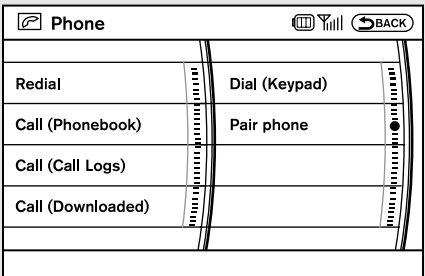 Phone
BACK
Redial
Call (Phonebook)
Call (Call Logs)
Call (Downloaded)
Dial (Keypad)
Pair phone